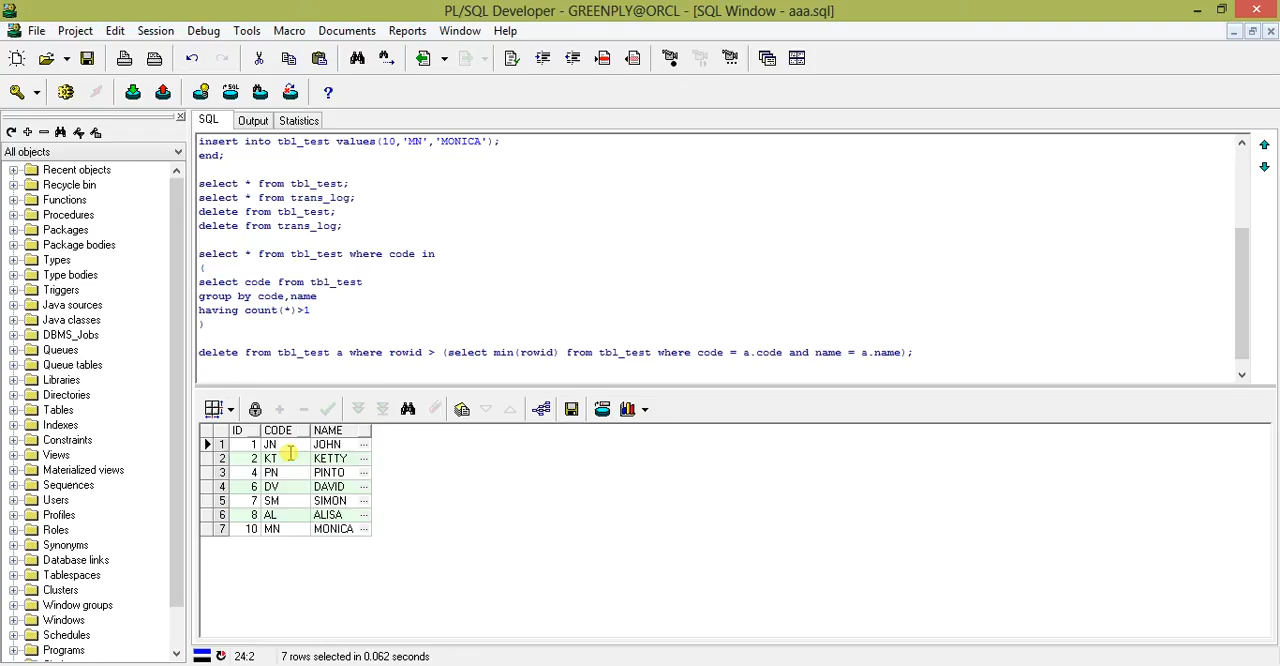 PL/SQL Developer - GREENPLY@ORCL - [SQL Window - aaa.sql]
File Project Edit Session Debug Tools Macro Documents Reports Window Help
SQL Output Statistics
All objects
Recent objects
Recycle bin
Functions
Procedures
Packages
Package bodies
Types
Type bodies
Triggers
Java sources
Java classes
DBMS_Jobs
Queues
Queue tables
Libraries
Directories
Tables
Indexes
Constraints
Views
Materialized views
Sequences
Users
Profiles
Roles
Synonyms
Database links
Tablespaces
Clusters
Window groups
Windows
Schedules
Programs
insert into tbl_test values(10,'MN','MONICA');
end;
select * from tbl_test;
select * from trans_log;
delete from tbl_test;
delete from trans_log;
select * from tbl_test where code in
(
select code from tbl_test
group by code,name
having count(*)>1
)
delete from tbl_test a where rowid > (select min(rowid) from tbl_test where code = a.code and name = a.name);
ID CODE NAME
1 1 JN JOHN ...
2 2 KT KETTY ...
3 4 PN PINTO ...
4 6 DV DAVID ...
5 7 SM SIMON ...
6 8 AL ALISA ...
7 10 MN MONICA ...
24:2 7 rows selected in 0.062 seconds